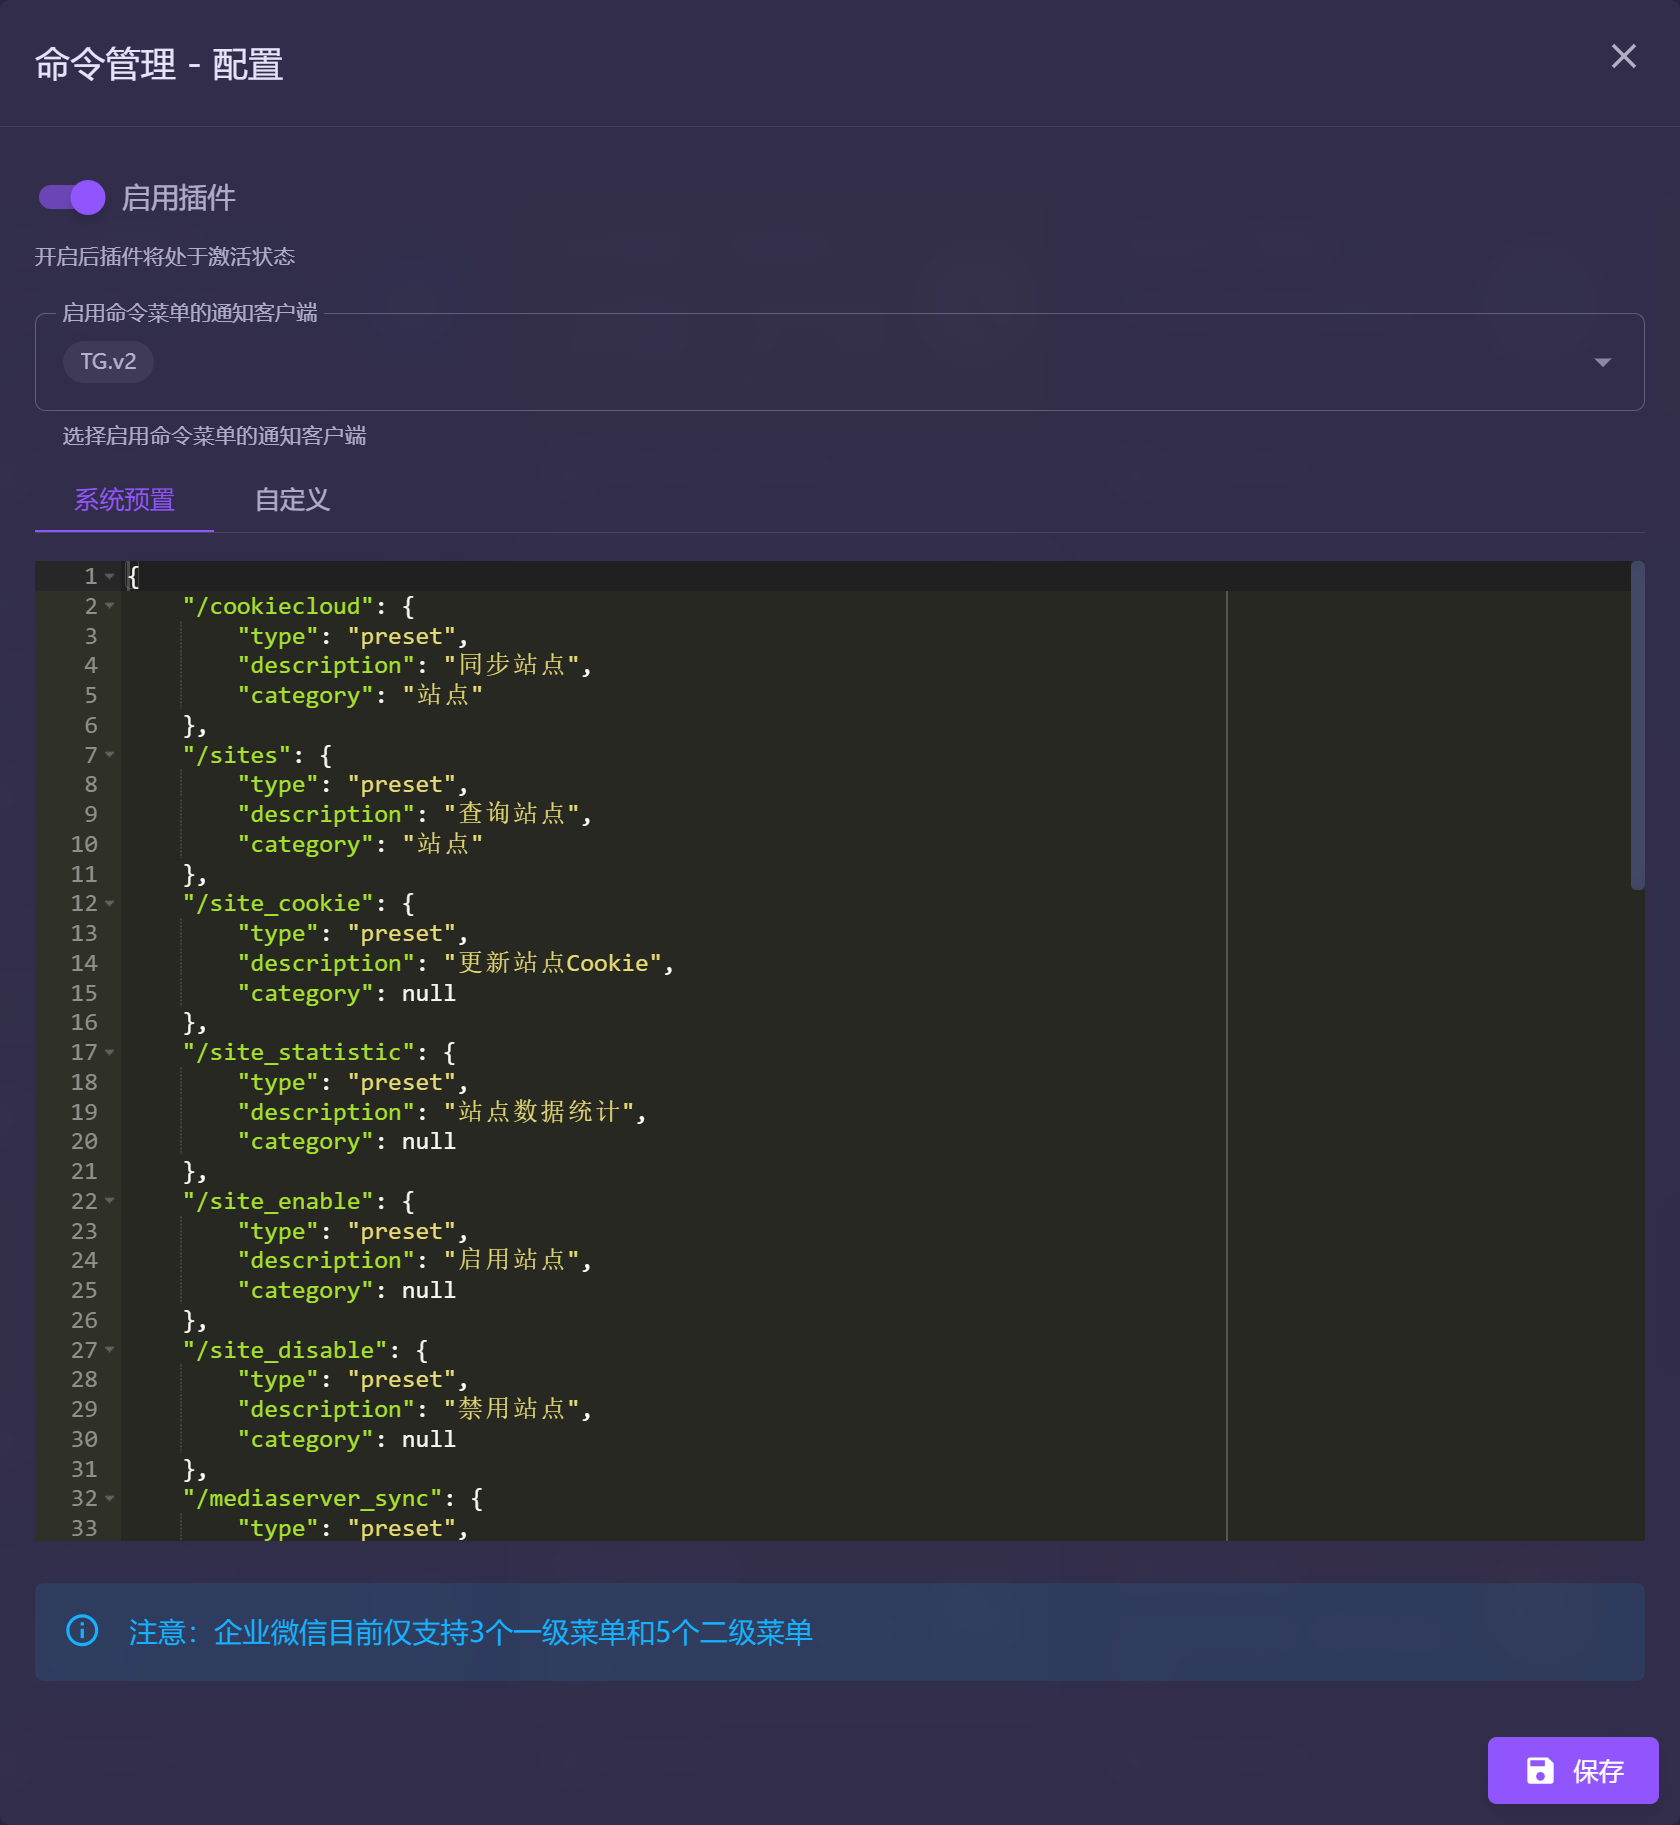 命令管理 - 配置
启用插件
开启后插件将处于激活状态
启用命令菜单的通知客户端
TG.v2
选择启用命令菜单的通知客户端
系统预置 自定义
1 {
2 "/cookiecloud": {
3 "type": "preset",
4 "description": "同步站点",
5 "category": "站点"
6 },
7 "/sites": {
8 "type": "preset",
9 "description": "查询站点",
10 "category": "站点"
11 },
12 "/site_cookie": {
13 "type": "preset",
14 "description": "更新站点Cookie",
15 "category": null
16 },
17 "/site_statistic": {
18 "type": "preset",
19 "description": "站点数据统计",
20 "category": null
21 },
22 "/site_enable": {
23 "type": "preset",
24 "description": "启用站点",
25 "category": null
26 },
27 "/site_disable": {
28 "type": "preset",
29 "description": "禁用站点",
30 "category": null
31 },
32 "/mediaserver_sync": {
33 "type": "preset",
注意：企业微信目前仅支持3个一级菜单和5个二级菜单
保存